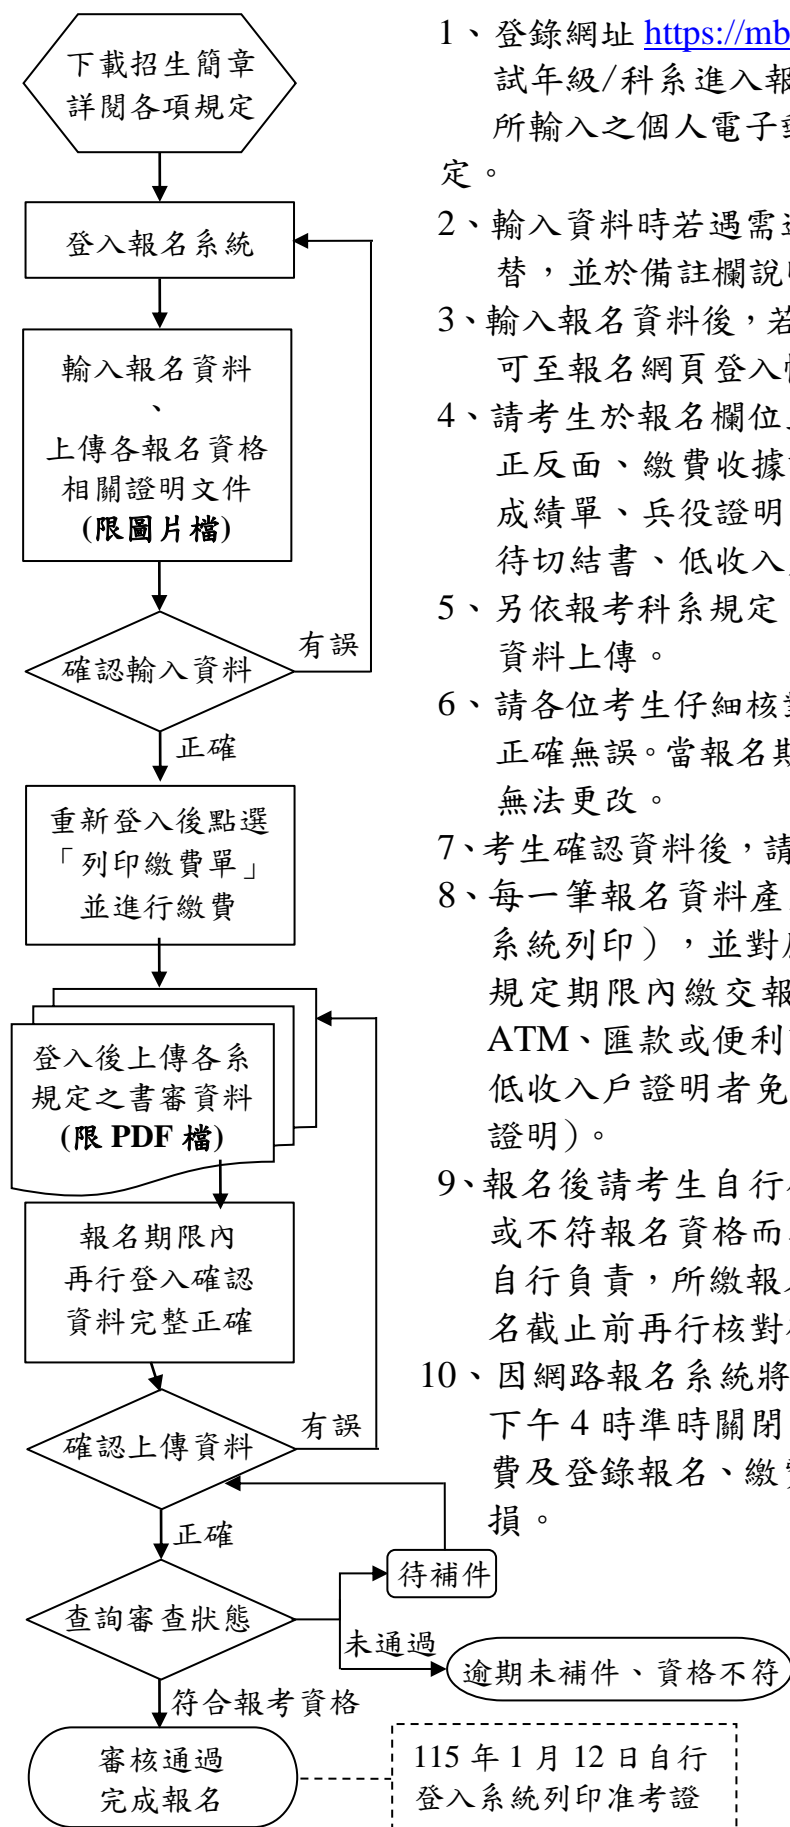 下載招生簡章
詳閱各項規定
登入報名系統
輸入報名資料
、
上傳各報名資格
相關證明文件
(限圖片檔)
確認輸入資料
有誤
正確
重新登入後點選
「列印繳費單」
並進行繳費
登入後上傳各系
規定之書審資料
(限 PDF 檔)
報名期限內
再行登入確認
資料完整正確
確認上傳資料
有誤
正確
待補件
查詢審查狀態
未通過
逾期未補件、資格不符
符合報考資格
審核通過
完成報名
115 年 1 月 12 日自行
登入系統列印准考證
1、登錄網址 https://mb
試年級/科系進入報
所輸入之個人電子
定。
2、輸入資料時若遇需
替，並於備註欄說
3、輸入報名資料後，若
可至報名網頁登入
4、請考生於報名欄位
正反面、繳費收據
成績單、兵役證明
待切結書、低收入
5、另依報考科系規定
資料上傳。
6、請各位考生仔細核
正確無誤。當報名期
無法更改。
7、考生確認資料後，請
8、每一筆報名資料產
系統列印），並對
規定期限內繳交報
ATM、匯款或便利
低收入戶證明者免
證明)。
9、報名後請考生自行
或不符報名資格而
自行負責，所繳報
名截止前再行核對
10、因網路報名系統將
下午 4 時準時關閉
費及登錄報名、繳
損。